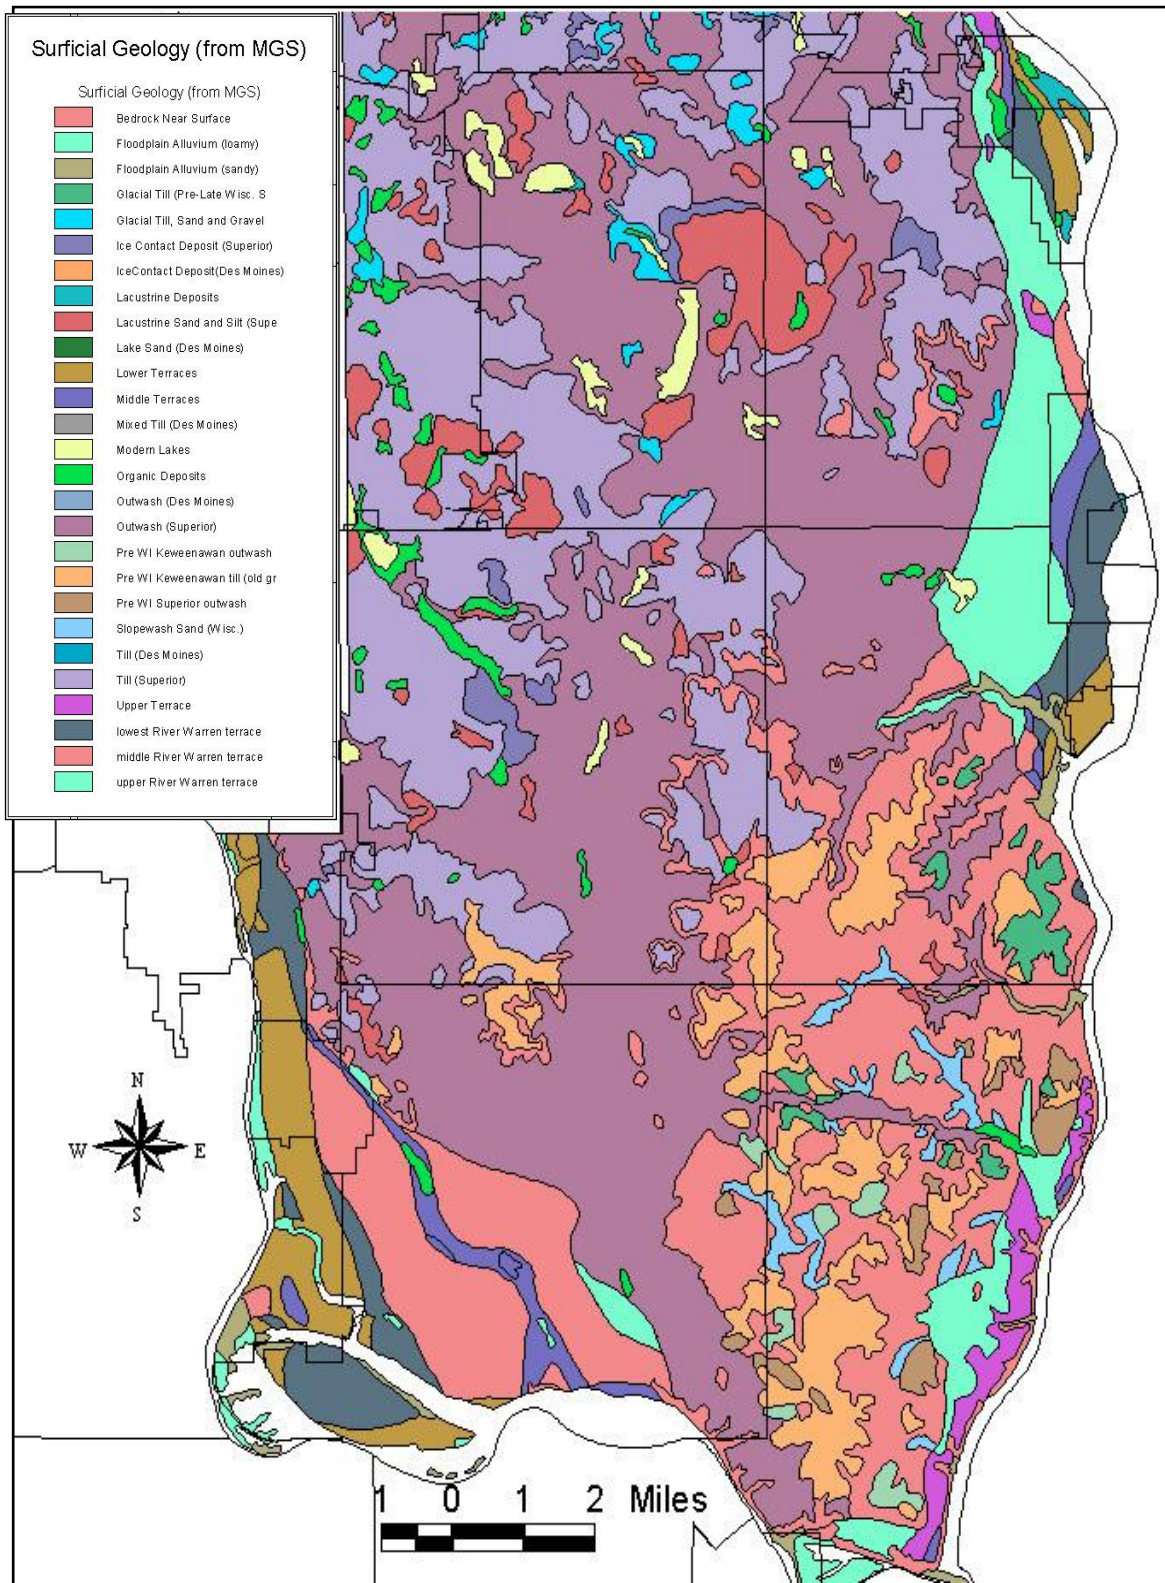 Surficial Geology (from MGS)
Surficial Geology (from MGS)
Bedrock Near Surface
Floodplain Alluvium (loamy)
Floodplain Alluvium (sandy)
Glacial Till (Pre-Late Wisc. S
Glacial Till, Sand and Gravel
Ice Contact Deposit (Superior)
IceContact Deposit(Des Moines)
Lacustrine Deposits
Lacustrine Sand and Silt (Supe
Lake Sand (Des Moines)
Lower Terraces
Middle Terraces
Mixed Till (Des Moines)
Modern Lakes
Organic Deposits
Outwash (Des Moines)
Outwash (Superior)
Pre WI Keweenawan outwash
Pre WI Keweenawan till (old gr
Pre WI Superior outwash
Slopewash Sand (Wisc.)
Till (Des Moines)
Till (Superior)
Upper Terrace
lowest River Warren terrace
middle River Warren terrace
upper River Warren terrace
N
W E
S
1 0 1 2 Miles